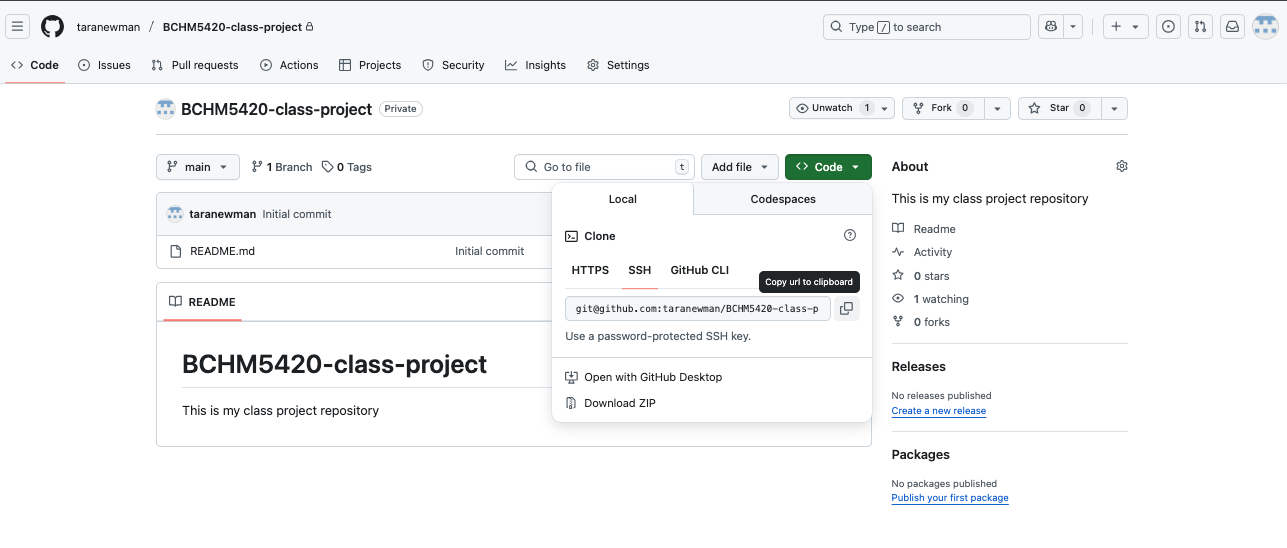 taranewman / BCHM5420-class-project
Type / to search
Code
Issues
Pull requests
Actions
Projects
Security
Insights
Settings
BCHM5420-class-project Private
Unwatch 1
Fork 0
Star 0
main
1 Branch
0 Tags
Go to file t
Add file
Code
taranewman Initial commit
README.md Initial commit
README
BCHM5420-class-project
This is my class project repository
Local
Codespaces
Clone
HTTPS
SSH
GitHub CLI
Copy url to clipboard
git@github.com:taranewman/BCHM5420-class-p
Use a password-protected SSH key.
Open with GitHub Desktop
Download ZIP
About
This is my class project repository
Readme
Activity
0 stars
1 watching
0 forks
Releases
No releases published
Create a new release
Packages
No packages published
Publish your first package